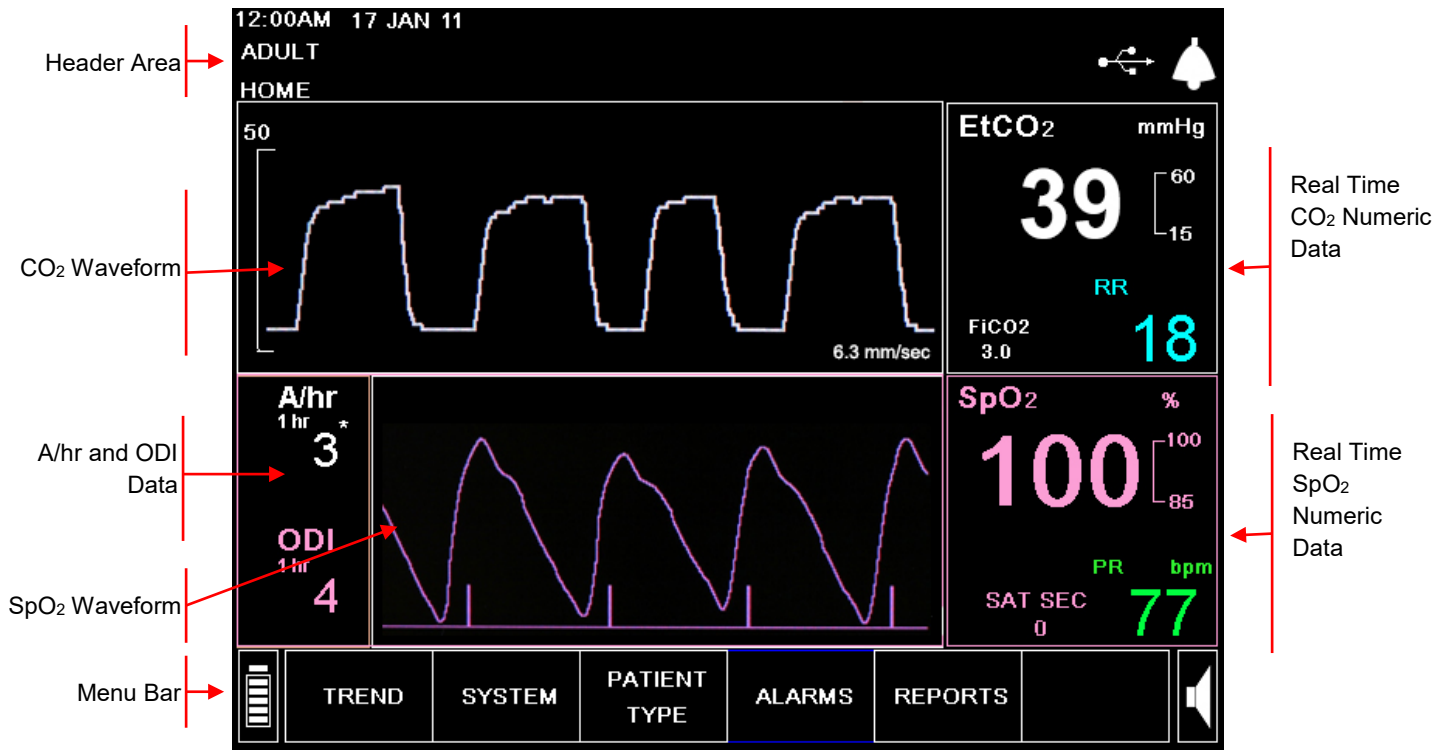 12:00AM 17 JAN 11
ADULT
HOME
Header Area
50
CO2 Waveform
6.3 mm/sec
EtCO2 mmHg
39
60
15
RR
18
FiCO2
3.0
Real Time
CO2 Numeric
Data
A/hr
1 hr *
3
ODI
1 hr
4
A/hr and ODI
Data
SpO2 Waveform
SpO2 %
100
100
85
PR bpm
77
SAT SEC
0
Real Time
SpO2
Numeric
Data
Menu Bar
TREND
SYSTEM
PATIENT
TYPE
ALARMS
REPORTS